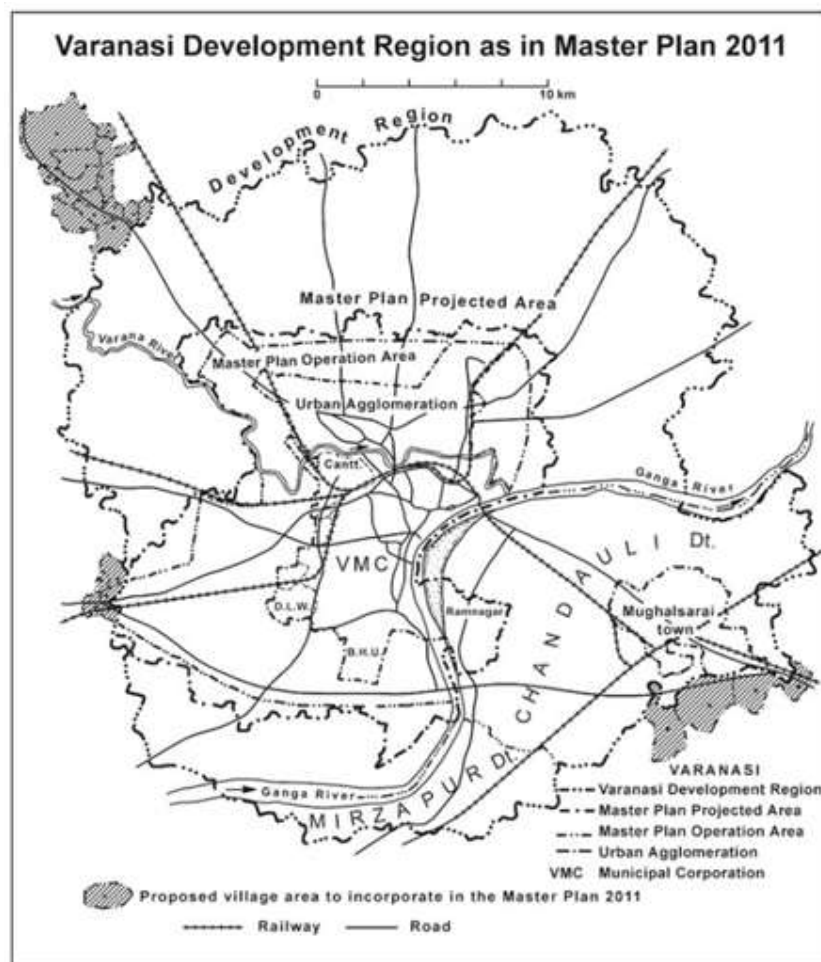 Varanasi Development Region as in Master Plan 2011
0 10 km
Development Region
Master Plan Projected Area
Varana River
Master Plan Operation Area
Urban Agglomeration
Cantt.
Ganga River
VMC
CHANDAULI Dt.
D.L.W.
Ramnagar
Mughalsarai
town
B.H.U.
Ganga River
MIRZAPUR Dt.
VARANASI
Varanasi Development Region
Master Plan Projected Area
Master Plan Operation Area
Urban Agglomeration
VMC Municipal Corporation
Proposed village area to incorporate in the Master Plan 2011
Railway Road